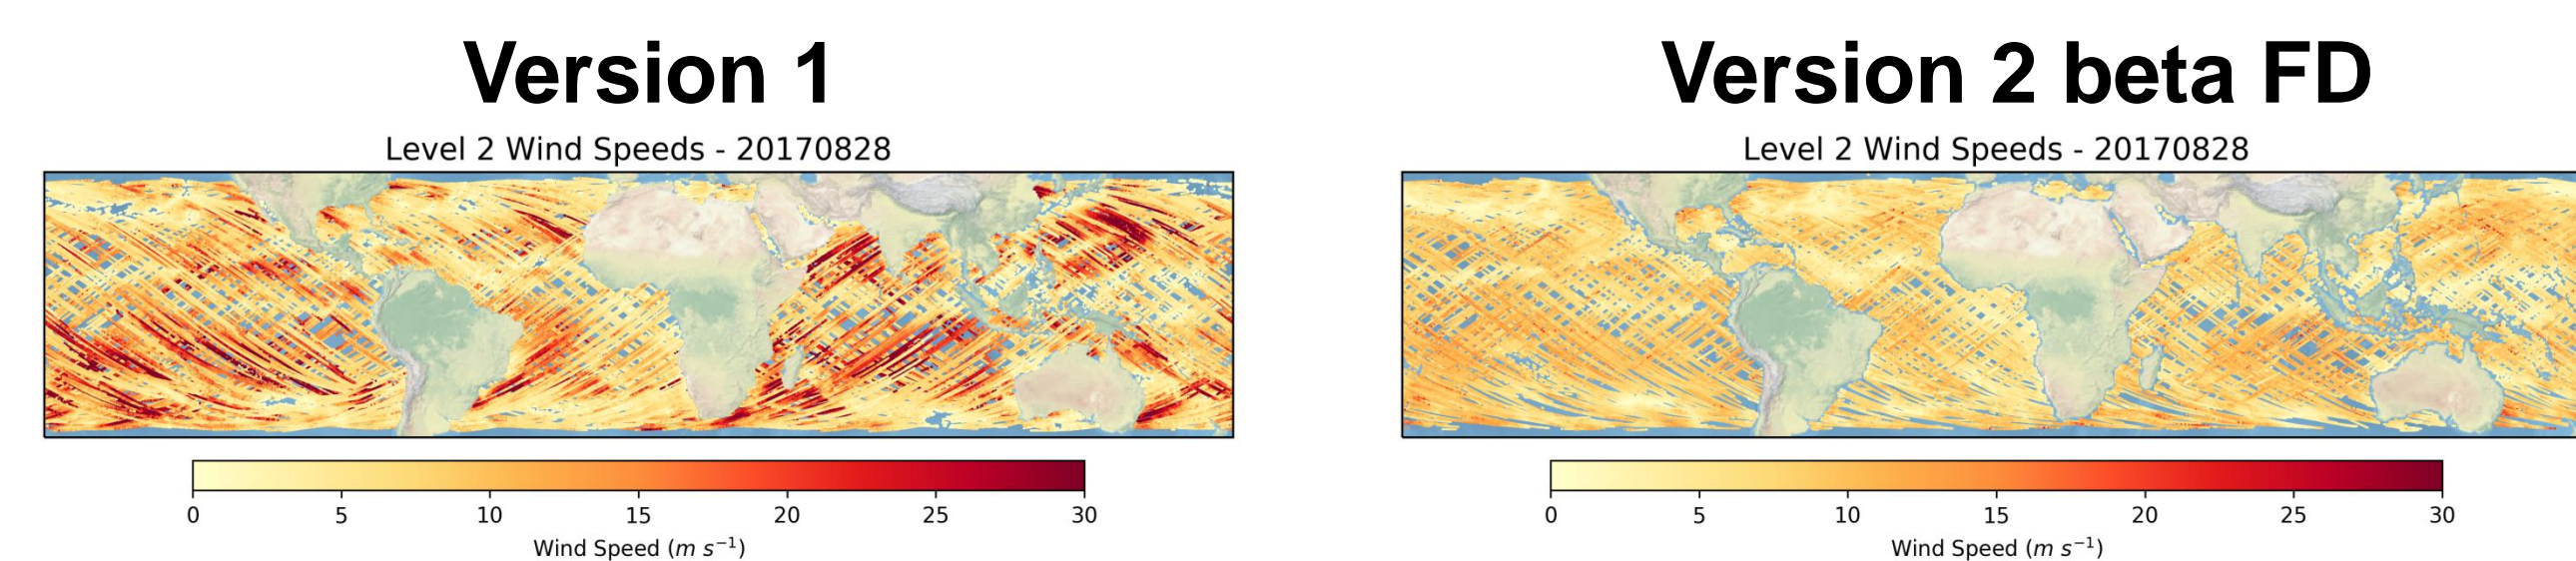 Version 1
Level 2 Wind Speeds - 20170828
0 5 10 15 20 25 30
Wind Speed (m s⁻¹)
Version 2 beta FD
Level 2 Wind Speeds - 20170828
0 5 10 15 20 25 30
Wind Speed (m s⁻¹)